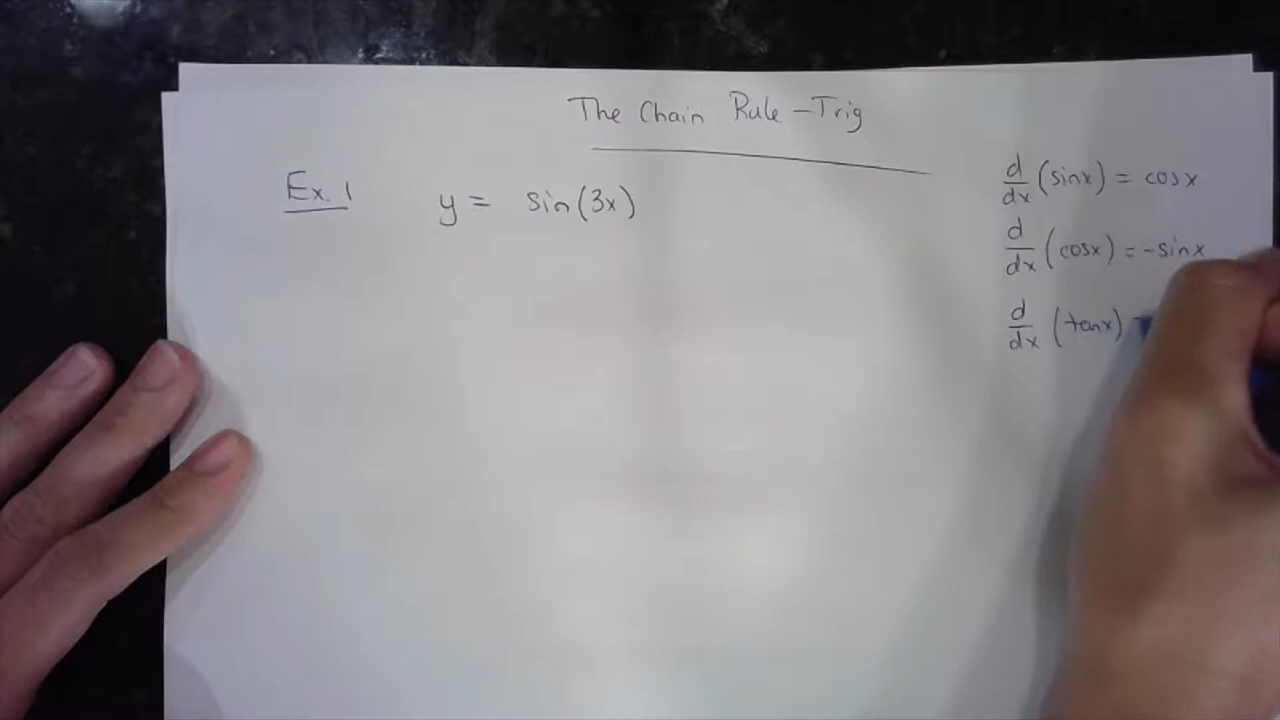 The Chain Rule - Trig
Ex. 1 y = sin(3x)
d/dx (sinx) = cosx
d/dx (cosx) = -sinx
d/dx (tanx)